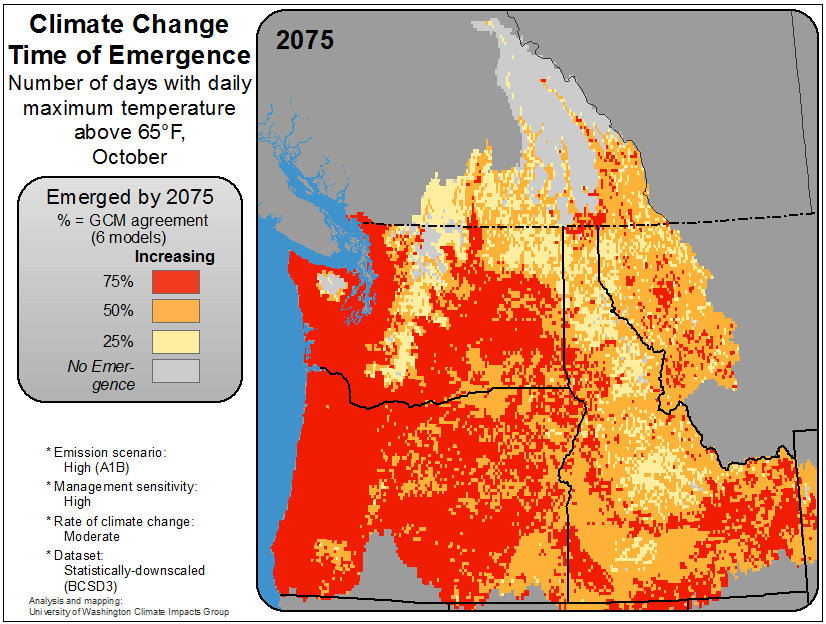 Climate Change
Time of Emergence
Number of days with daily
maximum temperature
above 65°F,
October
2075
Emerged by 2075
% = GCM agreement
(6 models)
Increasing
75%
50%
25%
No Emer-
gence
* Emission scenario:
High (A1B)
* Management sensitivity:
High
* Rate of climate change:
Moderate
* Dataset:
Statistically-downscaled
(BCSD3)
Analysis and mapping:
University of Washington Climate Impacts Group